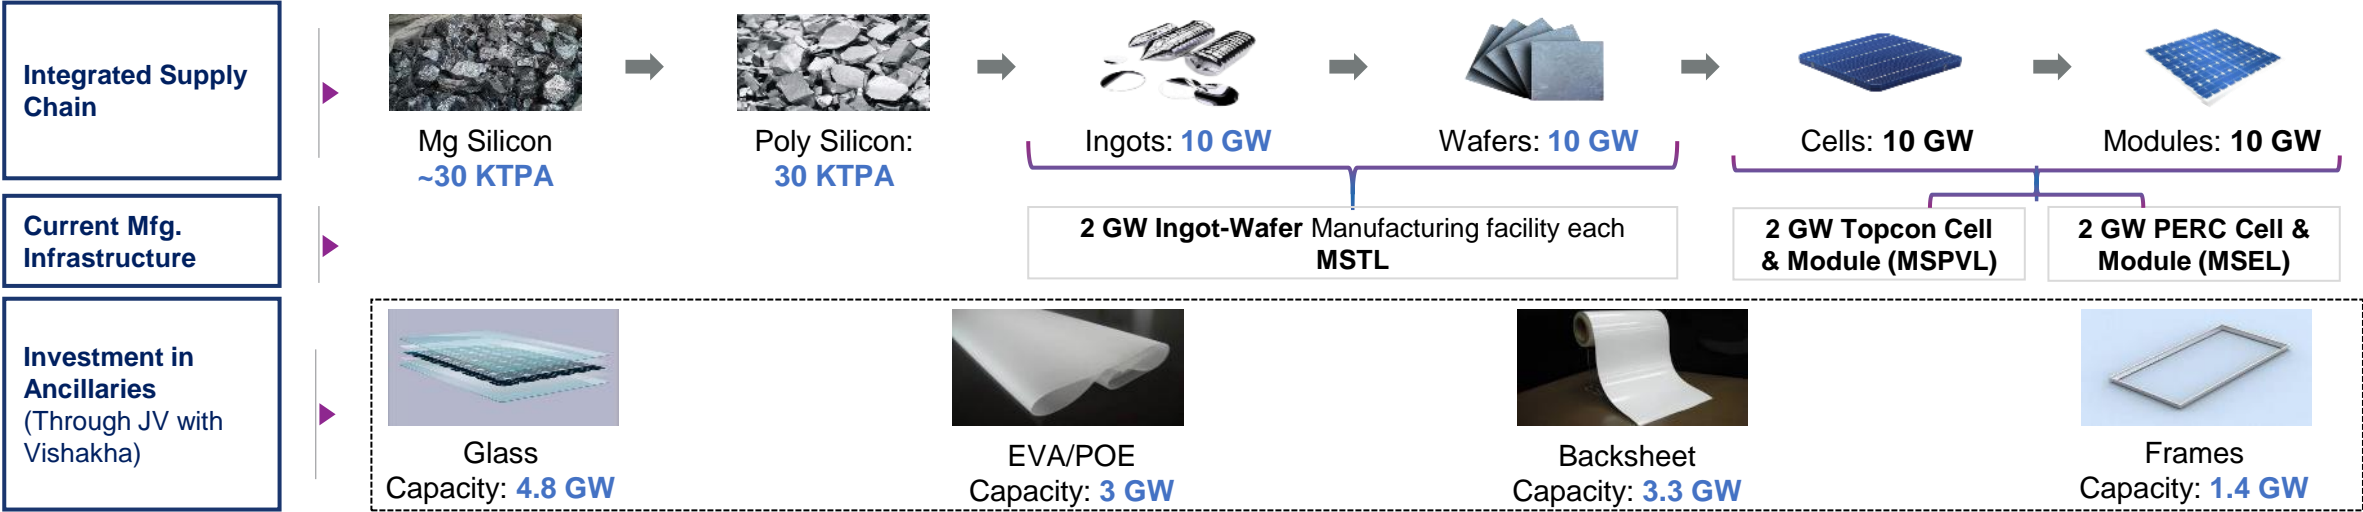 Integrated Supply
Chain
Mg Silicon
~30 KTPA
Poly Silicon:
30 KTPA
Ingots: 10 GW
Wafers: 10 GW
Cells: 10 GW
Modules: 10 GW
Current Mfg.
Infrastructure
2 GW Ingot-Wafer Manufacturing facility each
MSTL
2 GW Topcon Cell
& Module (MSPVL)
2 GW PERC Cell &
Module (MSEL)
Investment in
Ancillaries
(Through JV with
Vishakha)
Glass
Capacity: 4.8 GW
EVA/POE
Capacity: 3 GW
Backsheet
Capacity: 3.3 GW
Frames
Capacity: 1.4 GW